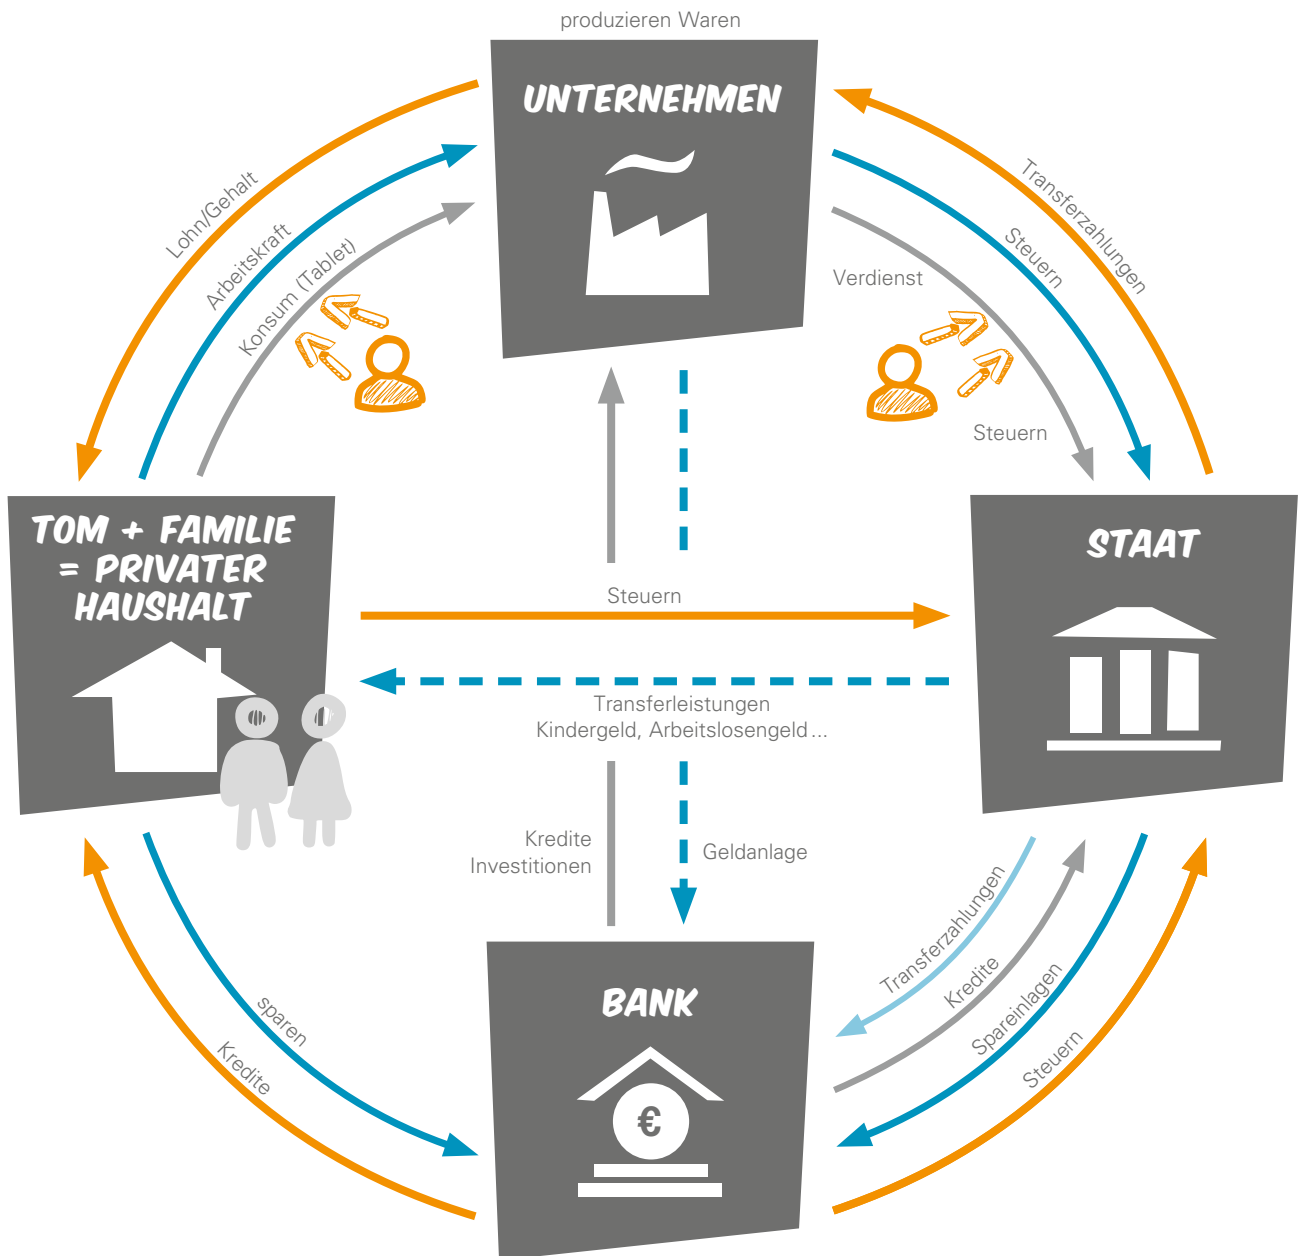 produzieren Waren
UNTERNEHMEN
Lohn/Gehalt
Arbeitskraft
Konsum (Tablet)
Transferzahlungen
Steuern
Verdienst
Steuern
TOM + FAMILIE
= PRIVATER
HAUSHALT
STAAT
Steuern
Transferleistungen
Kindergeld, Arbeitslosengeld ...
Kredite
Investitionen
Geldanlage
sparen
Kredite
BANK
€
Transferzahlungen
Kredite
Spareinlagen
Steuern